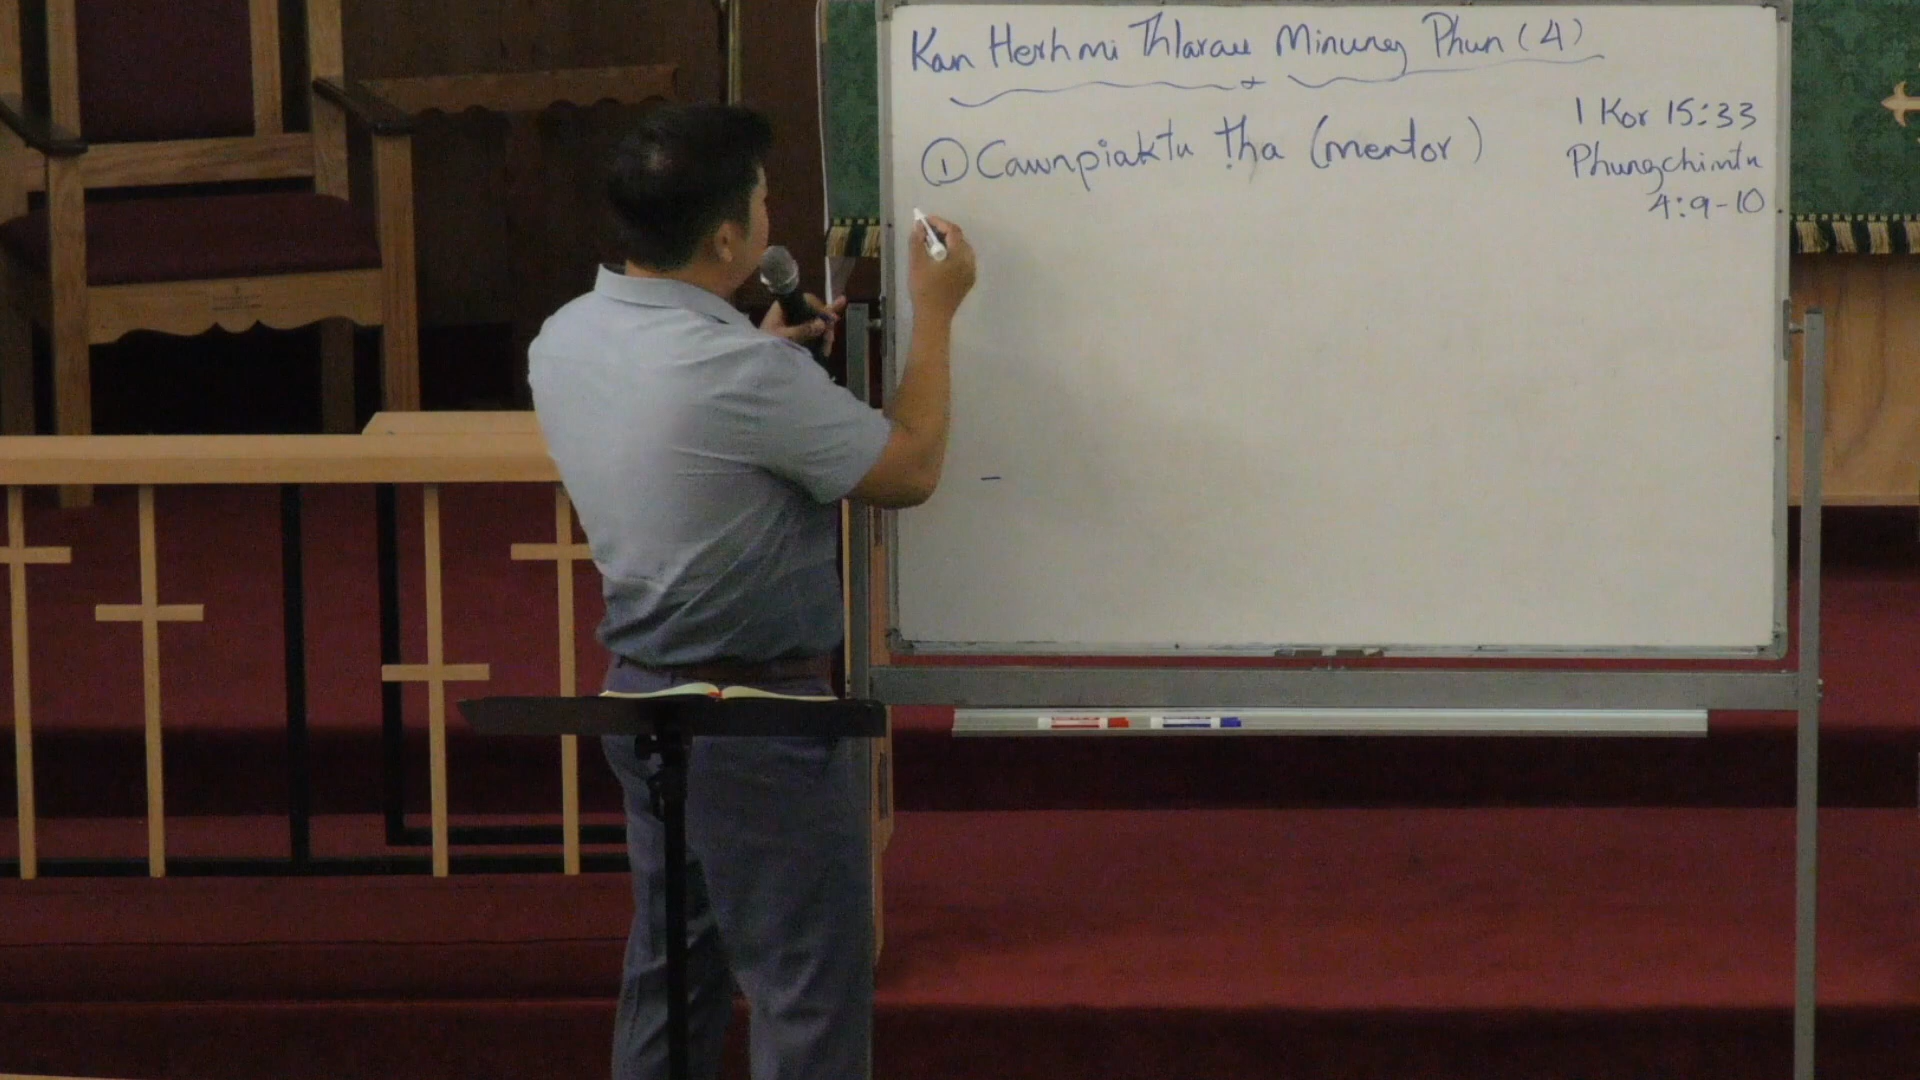 Kan Herhmi Thlarau Minung Phun (4)
① Cawnpiaktu ṭha (mentor)
1 Kor 15:33
Phungchimtu
4:9-10